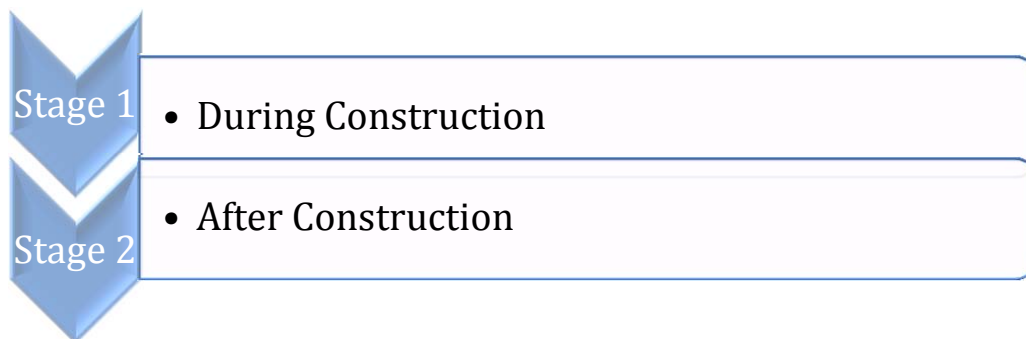 Stage 1
• During Construction
Stage 2
• After Construction